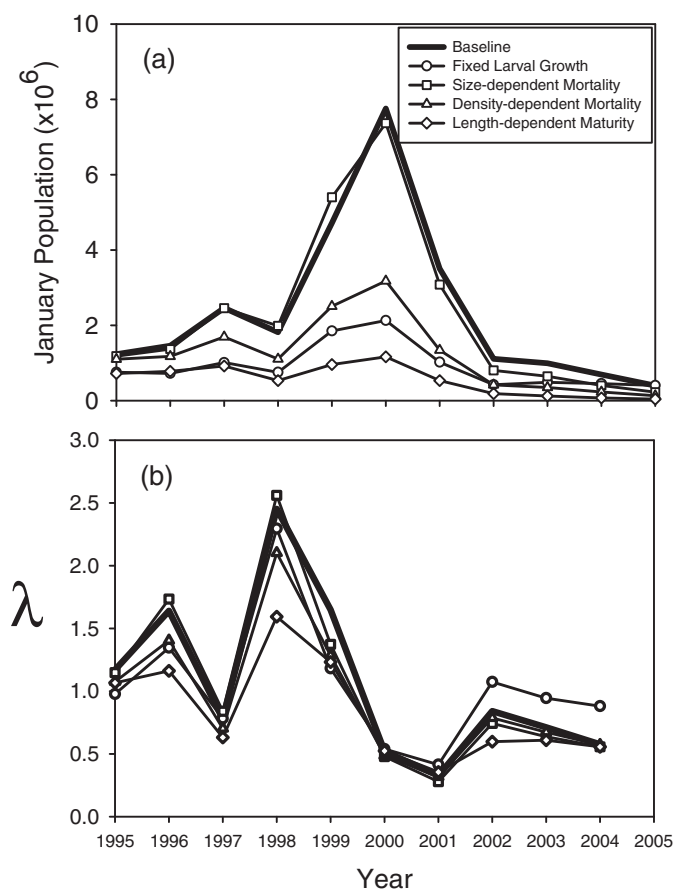 10
(a)
Baseline
Fixed Larval Growth
Size-dependent Mortality
Density-dependent Mortality
Length-dependent Maturity
8
6
4
2
0
January Population (x10⁶)
3.0
(b)
2.5
2.0
1.5
1.0
0.5
0.0
λ
1995 1996 1997 1998 1999 2000 2001 2002 2003 2004 2005
Year